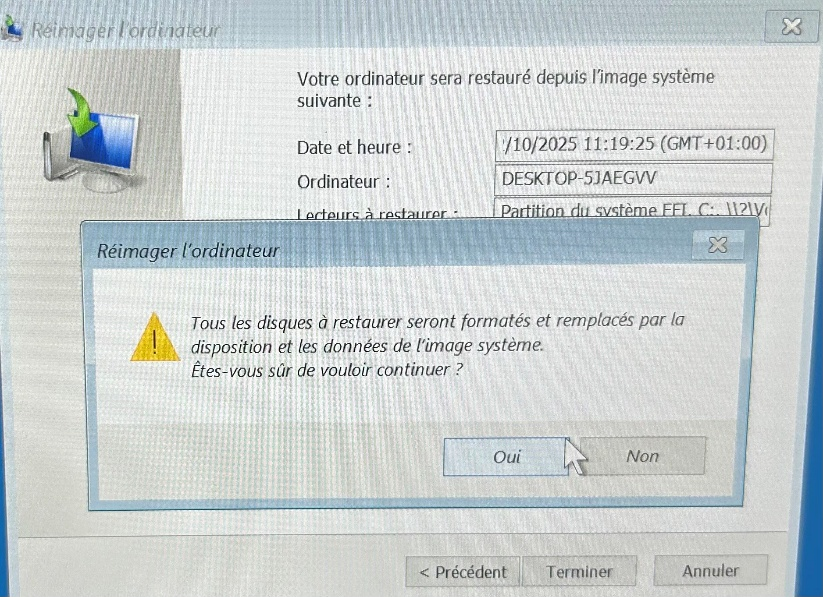 Réimager l'ordinateur
Votre ordinateur sera restauré depuis l'image système
suivante :
Date et heure :
/10/2025 11:19:25 (GMT+01:00)
Ordinateur :
DESKTOP-5JAEGVV
Lecteurs à restaurer :
Partition du système EFI, C:, \\?\V
Réimager l'ordinateur
Tous les disques à restaurer seront formatés et remplacés par la
disposition et les données de l'image système.
Êtes-vous sûr de vouloir continuer ?
Oui
Non
< Précédent
Terminer
Annuler